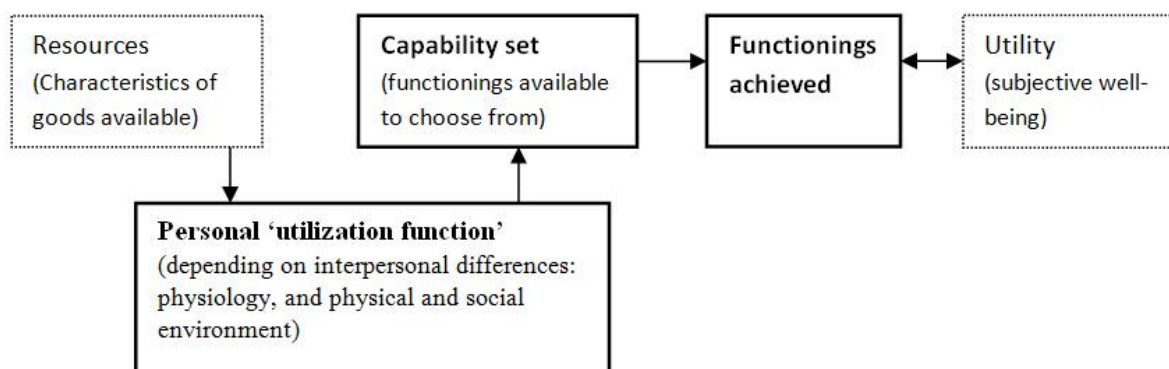 Resources
(Characteristics of
goods available)
Capability set
(functionings available
to choose from)
Functionings
achieved
Utility
(subjective well-
being)
Personal ‘utilization function’
(depending on interpersonal differences:
physiology, and physical and social
environment)